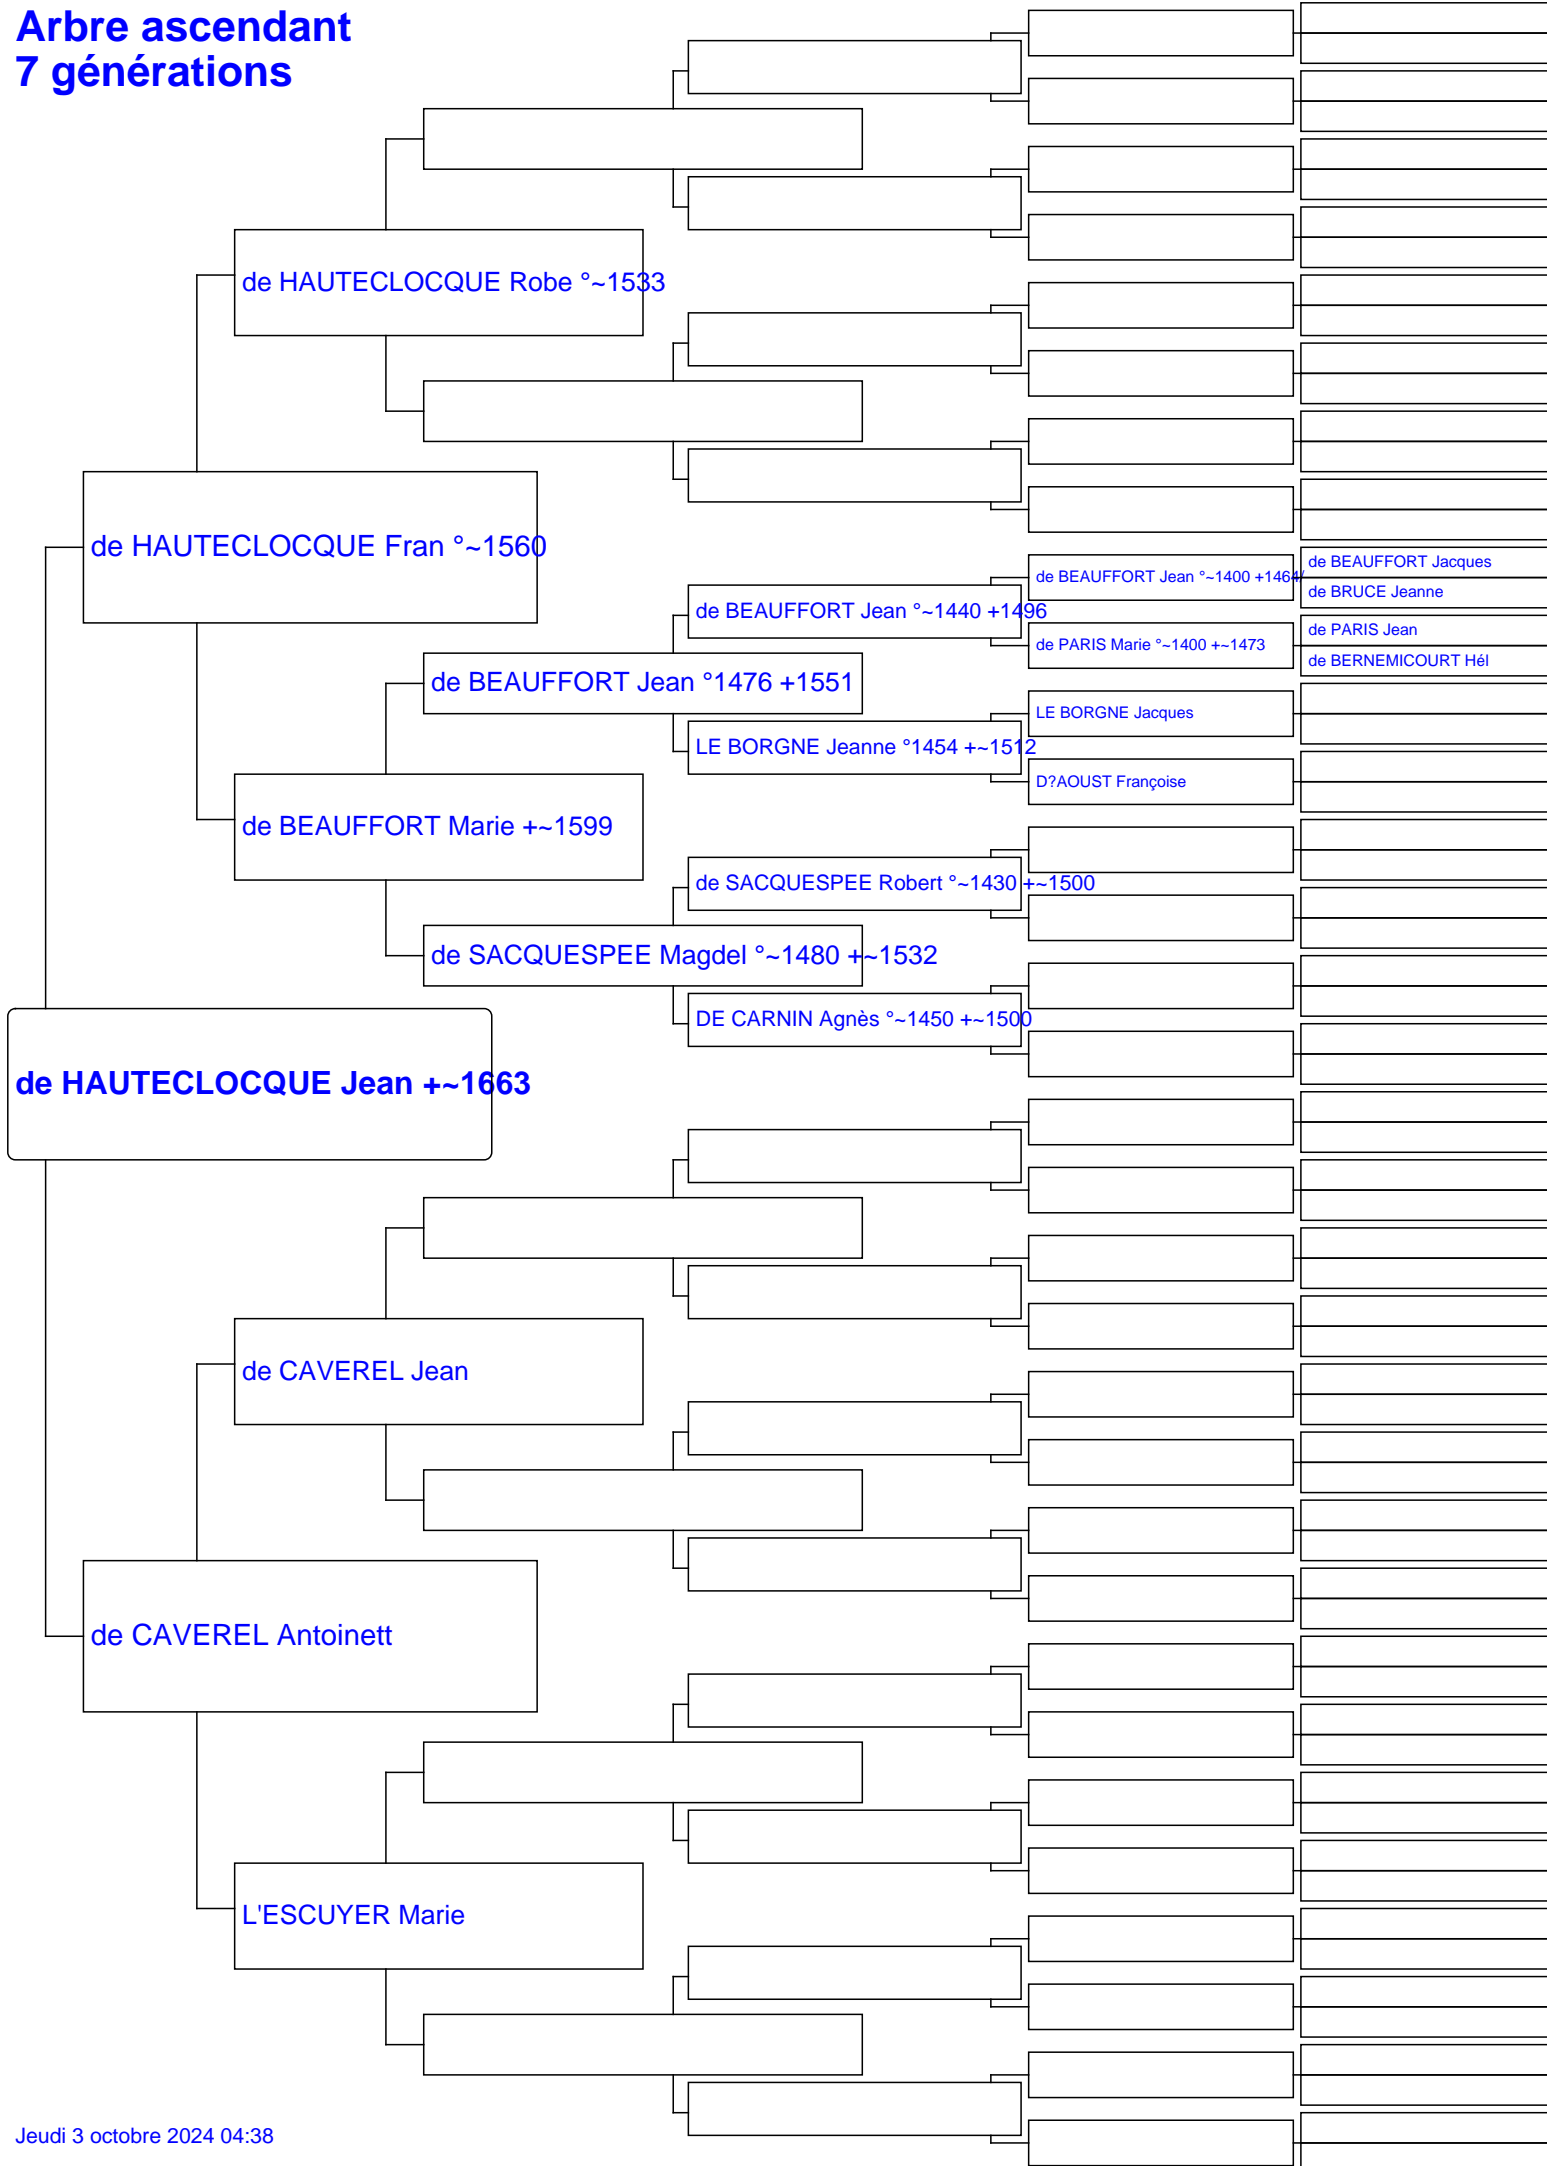 Arbre ascendant
7 générations
de HAUTECLOCQUE Robe °~1533
de HAUTECLOCQUE Fran °~1560
de BEAUFFORT Jean °~1400 +1464/
de BEAUFFORT Jacques
de BRUCE Jeanne
de BEAUFFORT Jean °~1440 +1496
de PARIS Marie °~1400 +~1473
de PARIS Jean
de BERNEMICOURT Hél
de BEAUFFORT Jean °1476 +1551
LE BORGNE Jacques
LE BORGNE Jeanne °1454 +~1512
D?AOUST Françoise
de BEAUFFORT Marie +~1599
de SACQUESPEE Robert °~1430 +~1500
de SACQUESPEE Magdel °~1480 +~1532
DE CARNIN Agnès °~1450 +~1500
de HAUTECLOCQUE Jean +~1663
de CAVEREL Jean
de CAVEREL Antoinett
L'ESCUYER Marie
Jeudi 3 octobre 2024 04:38